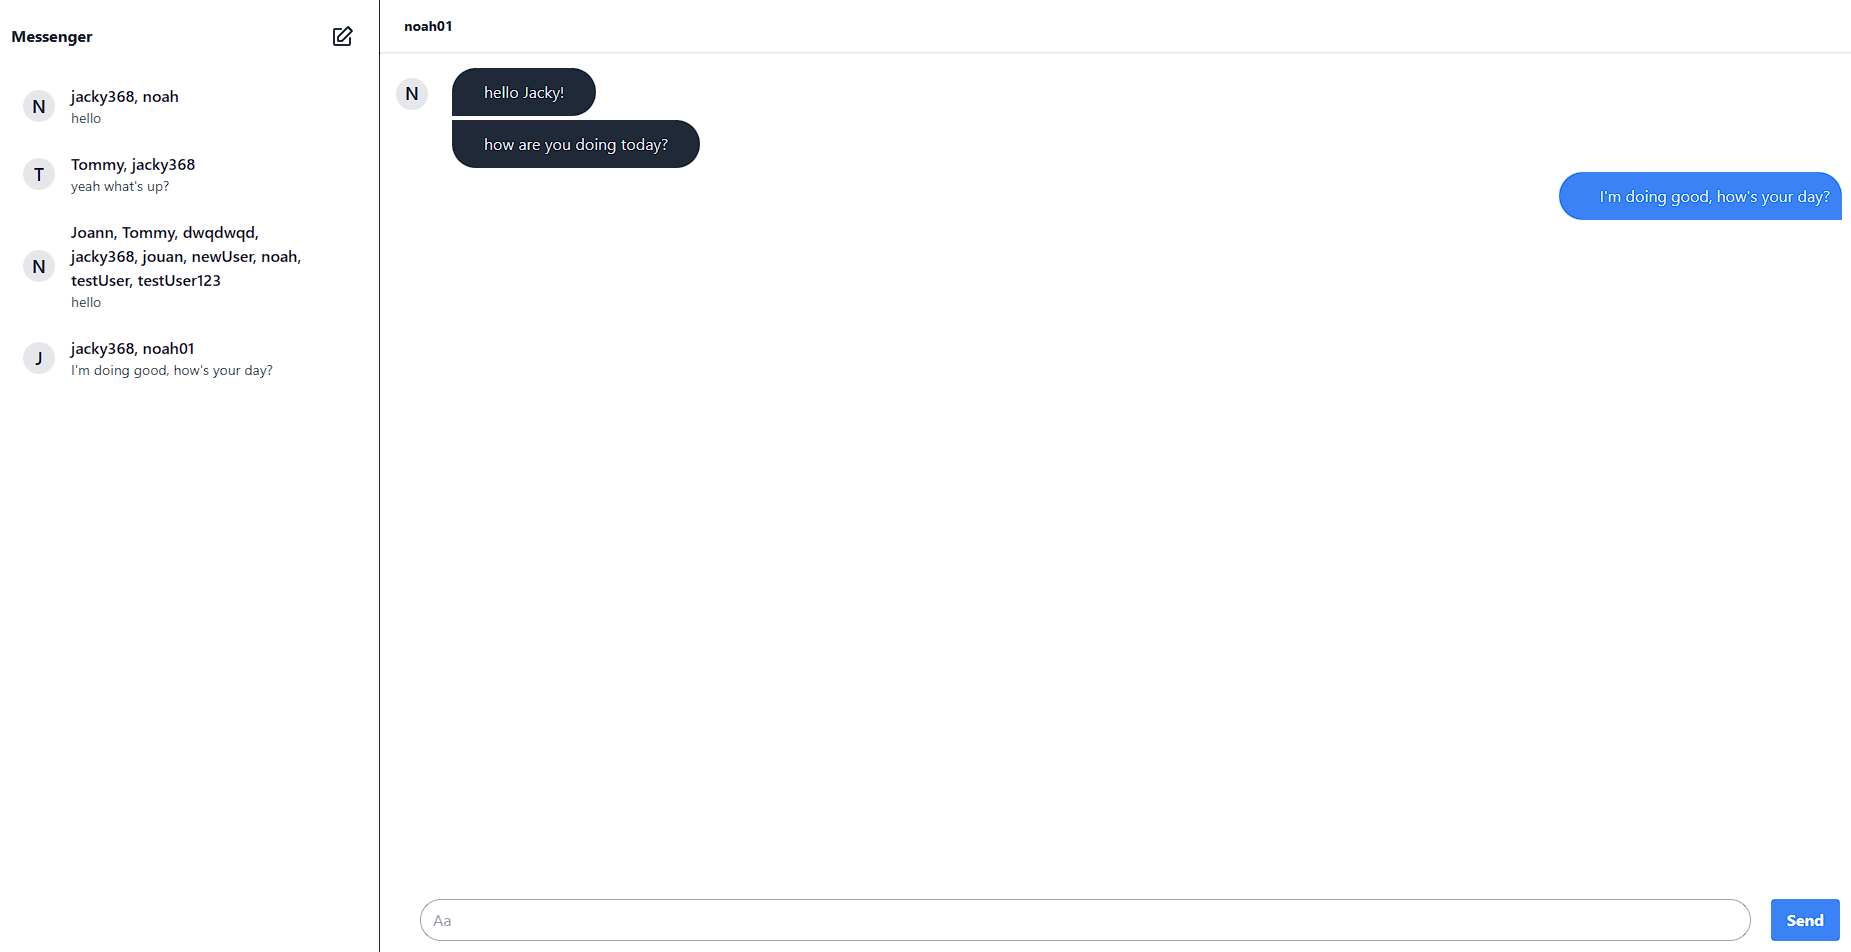 Messenger
N
jacky368, noah
hello
T
Tommy, jacky368
yeah what's up?
N
Joann, Tommy, dwqdwqd,
jacky368, jouan, newUser, noah,
testUser, testUser123
hello
J
jacky368, noah01
I'm doing good, how's your day?
noah01
N
hello Jacky!
how are you doing today?
I'm doing good, how's your day?
Aa
Send